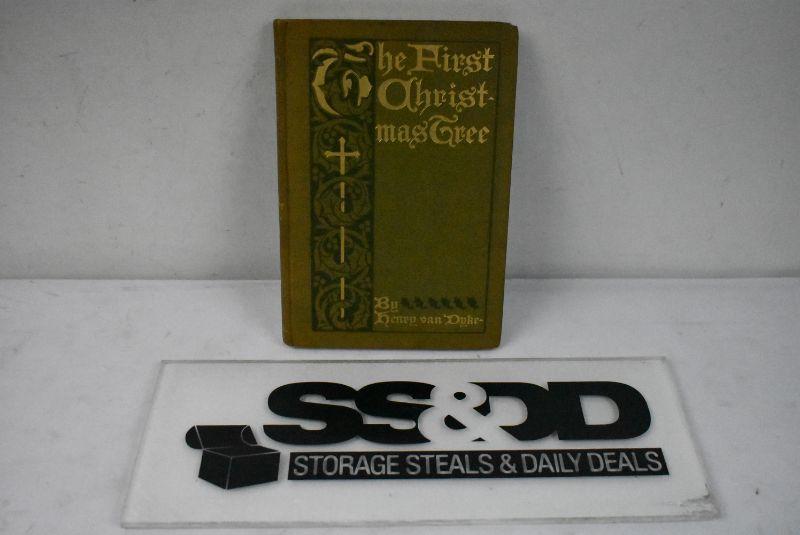 The First
Christ-
mas Tree
By
Henry van Dyke
SS&DD
STORAGE STEALS & DAILY DEALS